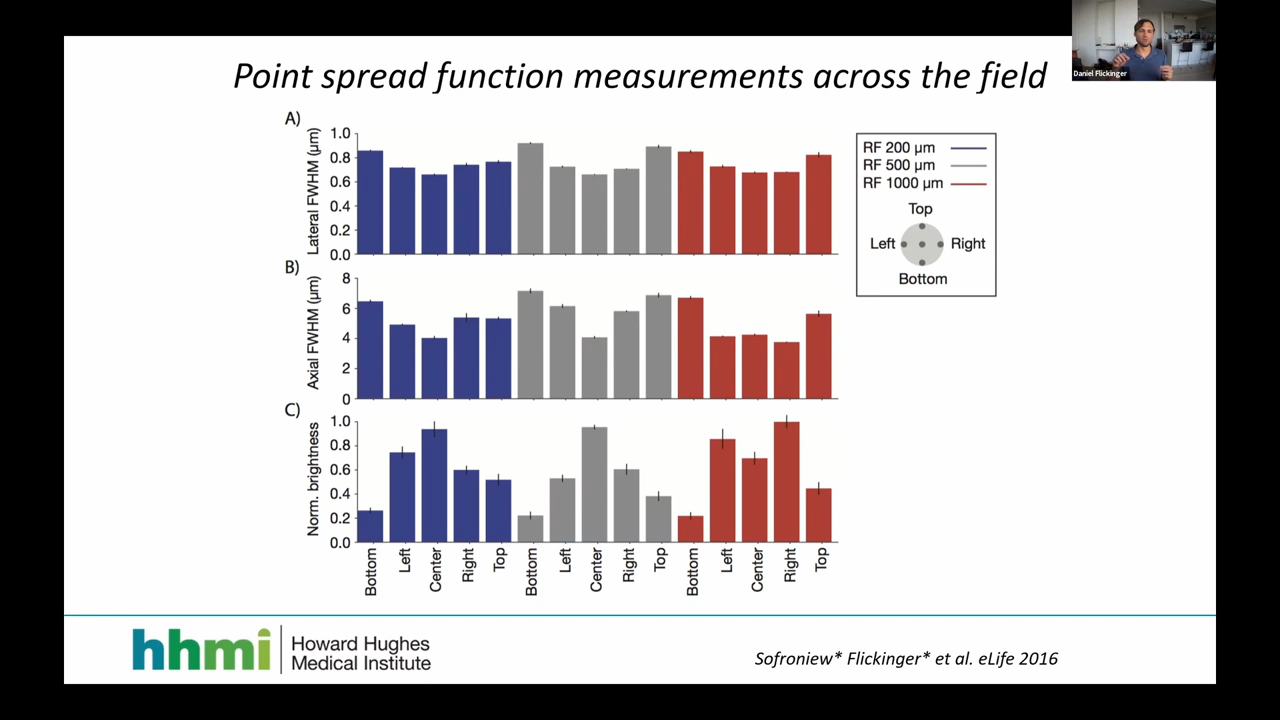 Point spread function measurements across the field
Daniel Flickinger
A)
Lateral FWHM (µm)
1.0
0.8
0.6
0.4
0.2
0.0
RF 200 µm
RF 500 µm
RF 1000 µm
Top
Left
Right
Bottom
B)
Axial FWHM (µm)
8
6
4
2
0
C)
Norm. brightness
1.0
0.8
0.6
0.4
0.2
0.0
Bottom
Left
Center
Right
Top
Bottom
Left
Center
Right
Top
Bottom
Left
Center
Right
Top
hhmi
Howard Hughes
Medical Institute
Sofroniew* Flickinger* et al. eLife 2016